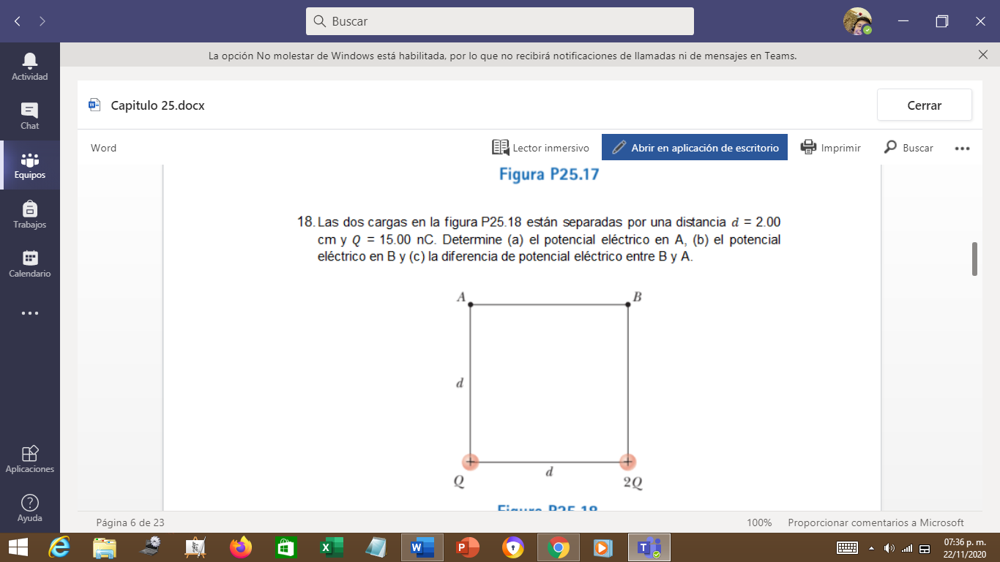 Buscar
La opción No molestar de Windows está habilitada, por lo que no recibirá notificaciones de llamadas ni de mensajes en Teams.
Actividad
Chat
Equipos
Trabajos
Calendario
Aplicaciones
Ayuda
Capitulo 25.docx
Cerrar
Word
Lector inmersivo
Abrir en aplicación de escritorio
Imprimir
Buscar
Figura P25.17
18. Las dos cargas en la figura P25.18 están separadas por una distancia d = 2.00
cm y Q = 15.00 nC. Determine (a) el potencial eléctrico en A, (b) el potencial
eléctrico en B y (c) la diferencia de potencial eléctrico entre B y A.
A
B
d
+
+
d
Q
2Q
Figura P25.18
Página 6 de 23
100%
Proporcionar comentarios a Microsoft
07:36 p. m.
22/11/2020